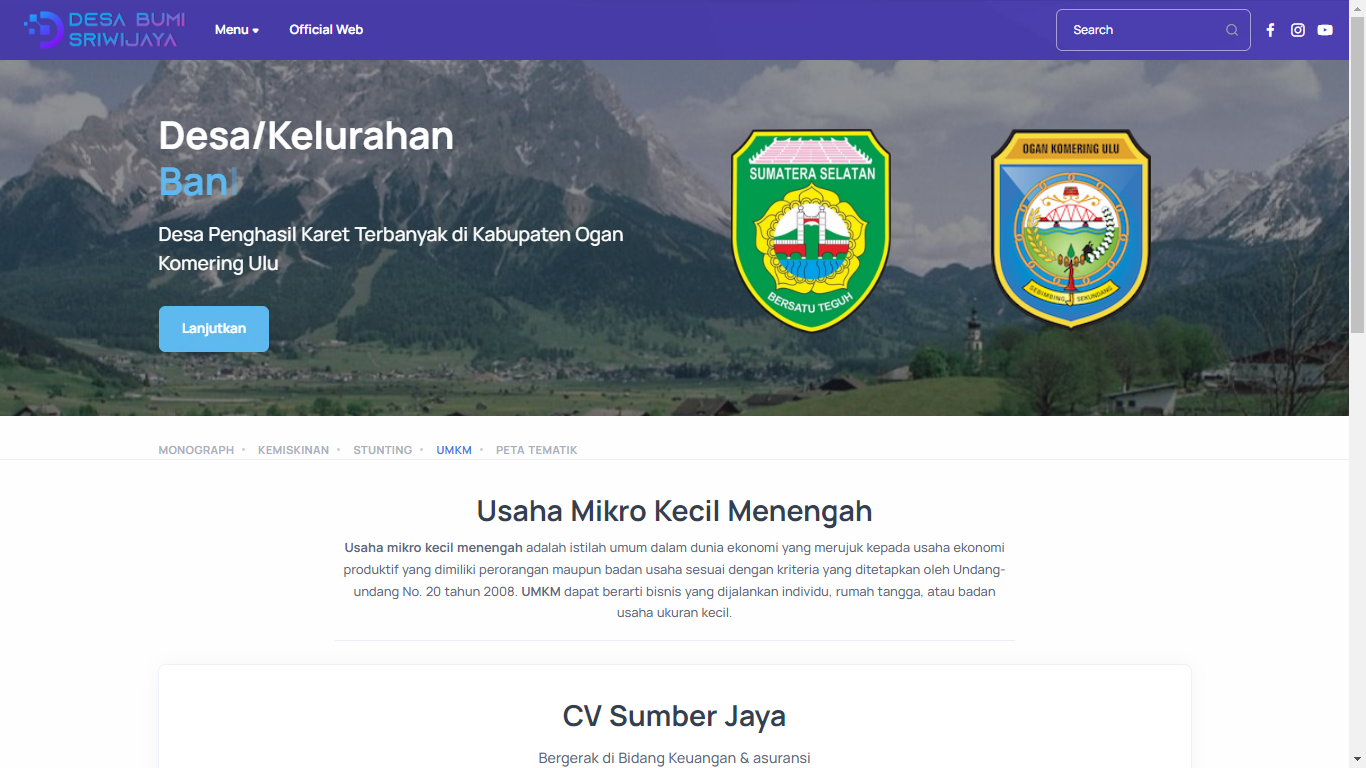 DESA BUMI
SRIWIJAYA
Menu
Official Web
Search
Desa/Kelurahan
Ban
Desa Penghasil Karet Terbanyak di Kabupaten Ogan
Komering Ulu
Lanjutkan
SUMATERA SELATAN
BERSATU TEGUH
OGAN KOMERING ULU
SEBIMBING SEKUNDANG
MONOGRAPH • KEMISKINAN • STUNTING • UMKM • PETA TEMATIK
Usaha Mikro Kecil Menengah
Usaha mikro kecil menengah adalah istilah umum dalam dunia ekonomi yang merujuk kepada usaha ekonomi
produktif yang dimiliki perorangan maupun badan usaha sesuai dengan kriteria yang ditetapkan oleh Undang-
undang No. 20 tahun 2008. UMKM dapat berarti bisnis yang dijalankan individu, rumah tangga, atau badan
usaha ukuran kecil.
CV Sumber Jaya
Bergerak di Bidang Keuangan & asuransi